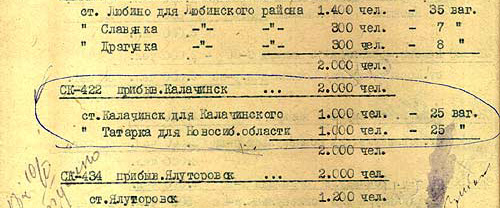 ст. Любино для Любинского района 1.400 чел. - 35 ваг.
" Славянка -"- -"- 300 чел. - 7 "
" Драгунка -"- -"- 300 чел. - 8 "
2.000 чел.
СК-422 прибыв.Калачинск ... 2.000 чел.
ст.Калачинск для Калачинского 1.000 чел. - 25 ваг.
" Татарка для Новосиб.области 1.000 чел. - 25 "
2.000 чел.
СК-434 прибыв.Ялуторовск ... 2.000 чел.
ст.Ялуторовск 1.200 чел.